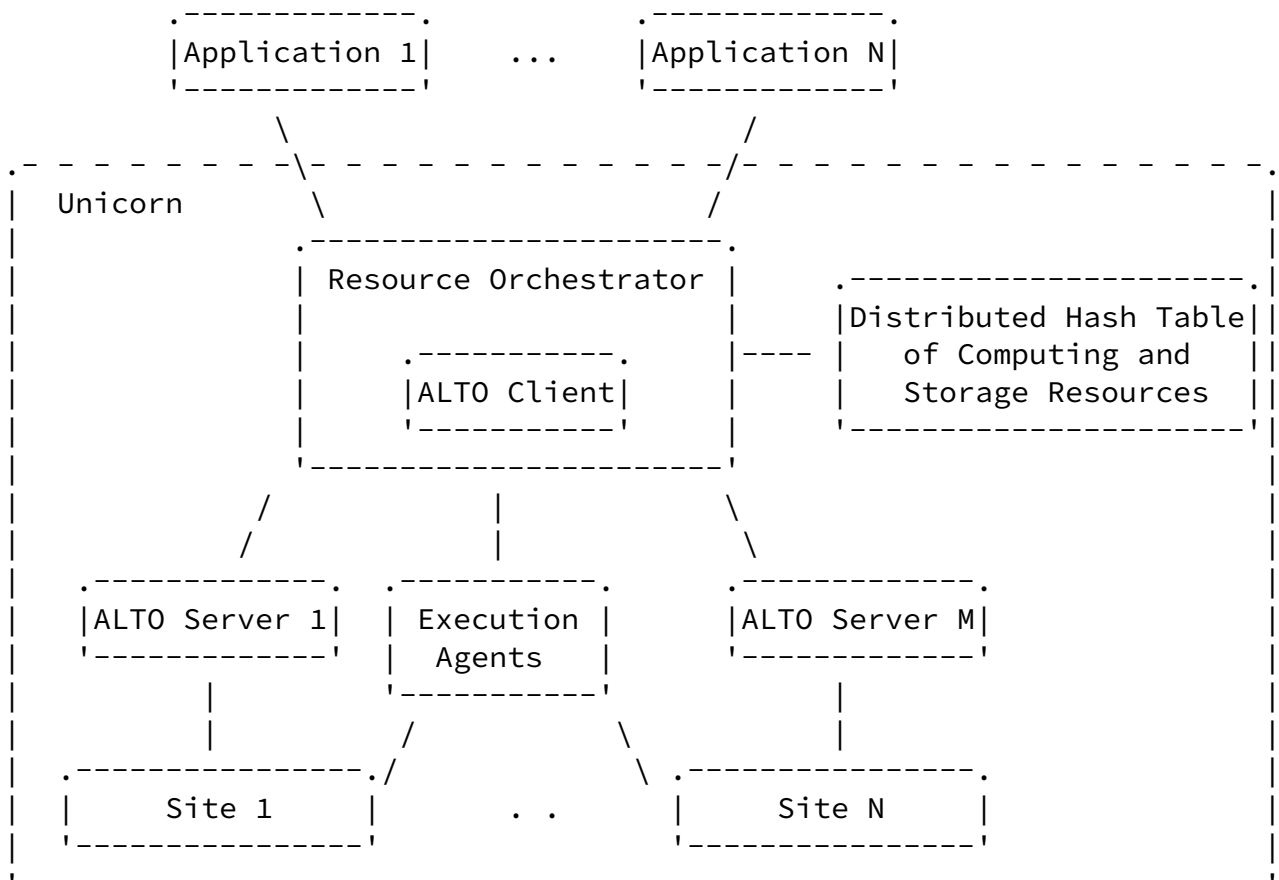 Application 1 ... Application N
Unicorn
Resource Orchestrator
Distributed Hash Table
ALTO Client of Computing and
Storage Resources
ALTO Server 1 Execution ALTO Server M
Agents
Site 1 . . Site N